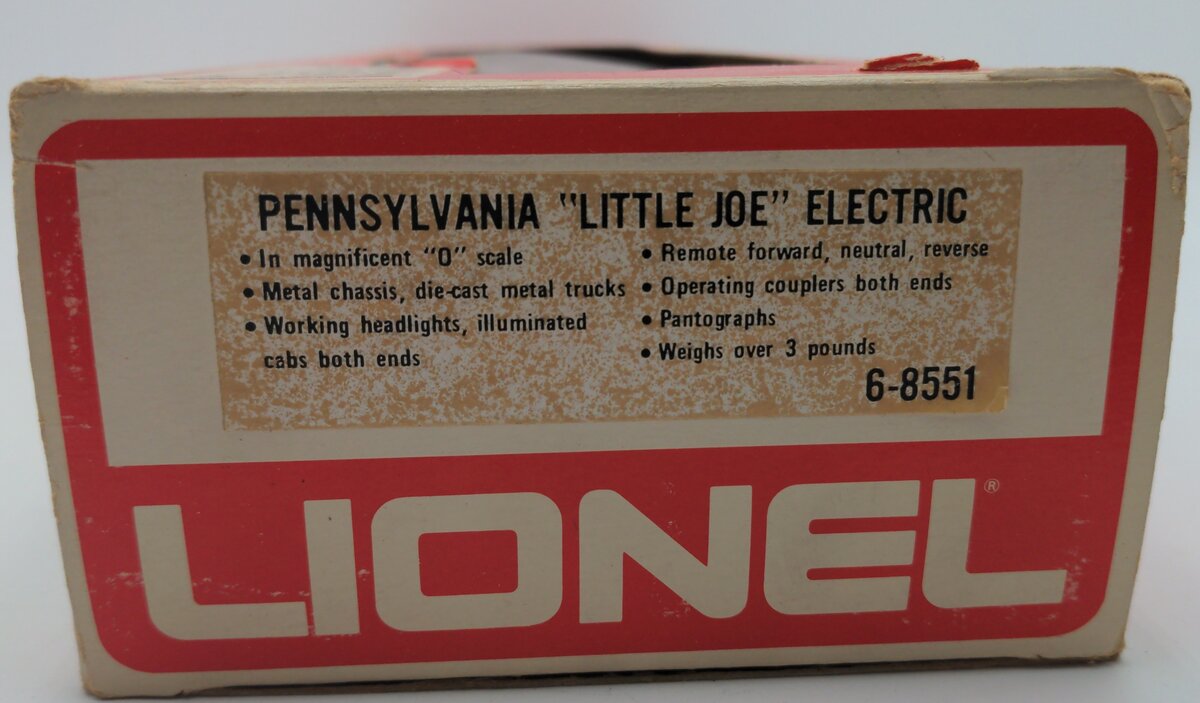 PENNSYLVANIA "LITTLE JOE" ELECTRIC
• In magnificent "O" scale
• Metal chassis, die-cast metal trucks
• Working headlights, illuminated
cabs both ends
• Remote forward, neutral, reverse
• Operating couplers both ends
• Pantographs
• Weighs over 3 pounds
6-8551
LIONEL®